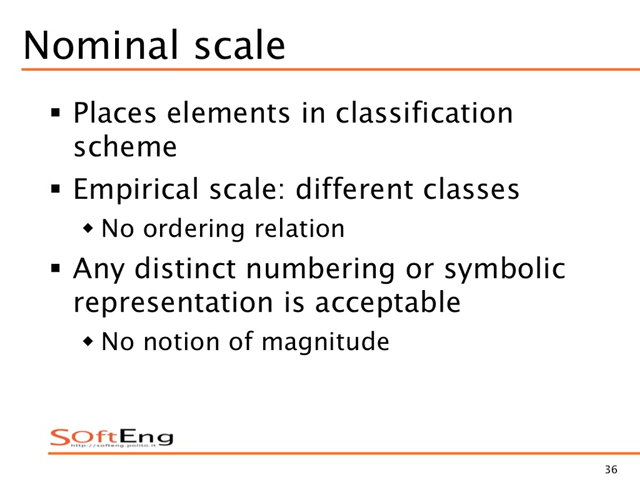 Nominal scale
▪ Places elements in classification
scheme
▪ Empirical scale: different classes
◆ No ordering relation
▪ Any distinct numbering or symbolic
representation is acceptable
◆ No notion of magnitude
SOftEng
http://softeng.polito.it
36